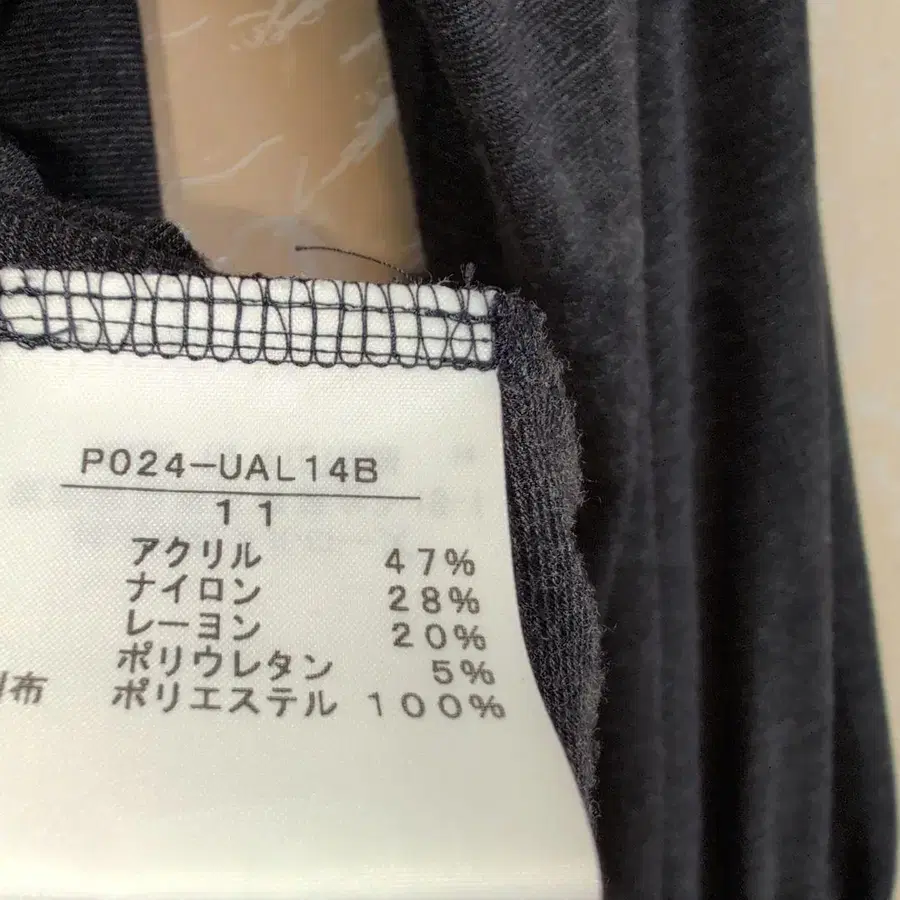 P024-UAL14B
11
アクリル 47%
ナイロン 28%
レーヨン 20%
ポリウレタン 5%
布 ポリエステル 100%